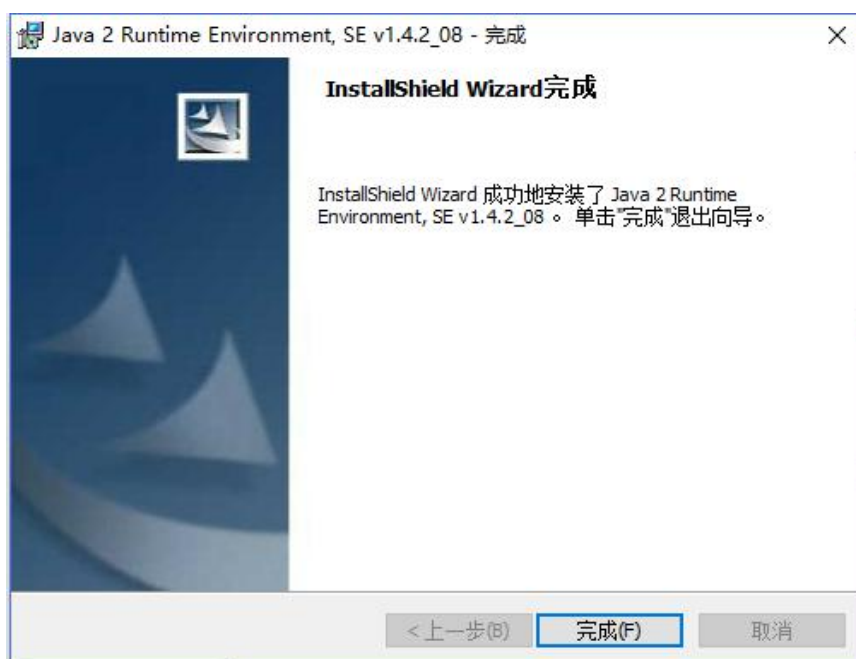 Java 2 Runtime Environment, SE v1.4.2_08 - 完成
InstallShield Wizard完成
InstallShield Wizard 成功地安装了 Java 2 Runtime
Environment, SE v1.4.2_08 。 单击"完成"退出向导。
<上一步(B)
完成(F)
取消